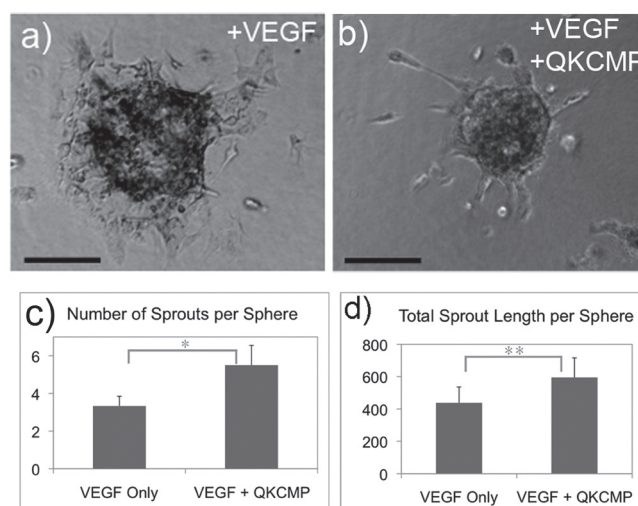 a)
+VEGF
b)
+VEGF
+QKCMP
c)
Number of Sprouts per Sphere
*
6
4
2
0
VEGF Only
VEGF + QKCMP
d)
Total Sprout Length per Sphere
**
800
600
400
200
0
VEGF Only
VEGF + QKCMP